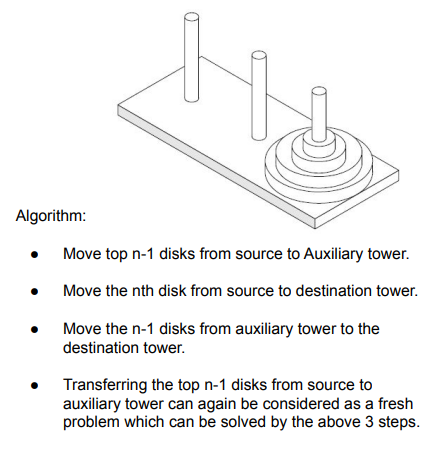 Algorithm:
● Move top n-1 disks from source to Auxiliary tower.
● Move the nth disk from source to destination tower.
● Move the n-1 disks from auxiliary tower to the
destination tower.
● Transferring the top n-1 disks from source to
auxiliary tower can again be considered as a fresh
problem which can be solved by the above 3 steps.